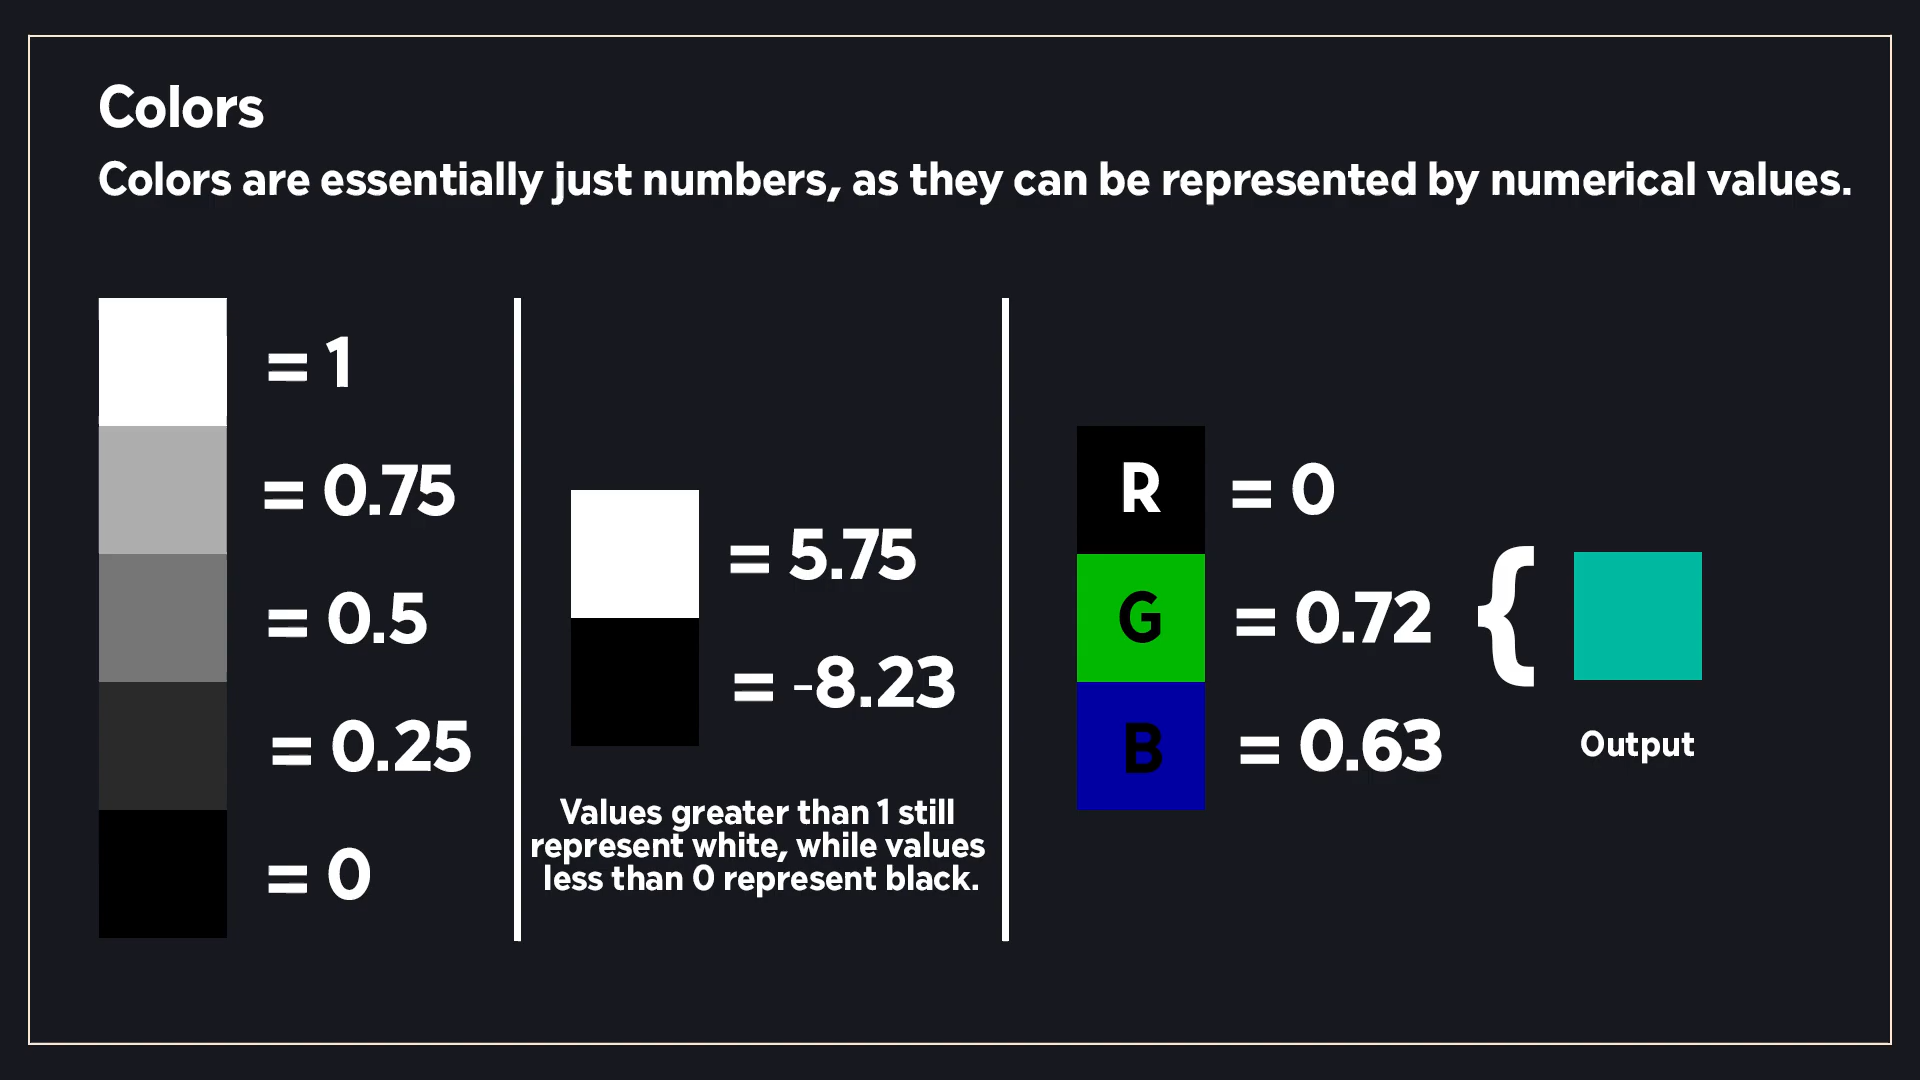 Colors
Colors are essentially just numbers, as they can be represented by numerical values.
= 1
= 0.75
= 0.5
= 0.25
= 0
= 5.75
= -8.23
Values greater than 1 still
represent white, while values
less than 0 represent black.
R = 0
G = 0.72 {
B = 0.63
Output